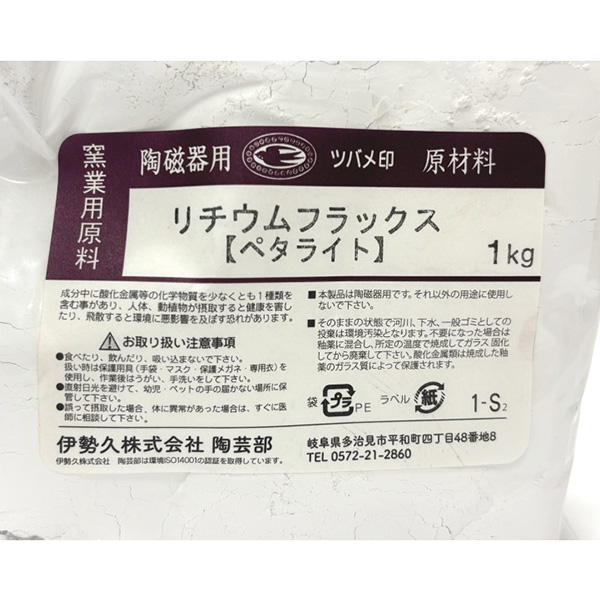 窯業用原料
陶磁器用 ツバメ印 原材料
リチウムフラックス
【ペタライト】 1kg
成分中に酸化金属等の化学物質を少なくとも1種類を
含む事があり、人体、動植物が摂取すると健康を害し
たり、飛散すると環境に悪影響を及ぼす恐れがあります。
お取り扱い注意事項
●食べたり、飲んだり、吸い込まないで下さい。
扱い時は保護用具(手袋・マスク・保護メガネ・専用衣)を
使用し、作業後はうがい、手洗いをして下さい。
●直射日光を避けて、幼児・ペットの手の届かない場所に保
管して下さい。
●誤って摂取した場合、体に異常があった場合は、すぐに医
師に相談して下さい。
伊勢久株式会社 陶芸部
伊勢久株式会社 陶芸部は環境ISO14001の認証を取得しています。
■本製品は陶磁器用です。それ以外の用途に使用し
ないで下さい。
■そのままの状態で河川、下水、一般ゴミとしての
投棄は環境汚染となります。不要になった場合は
釉薬に混合し、所定の温度で焼成してガラス固化
してから廃棄して下さい。酸化金属類は焼成した釉
薬のガラス質によって保護されます。
袋 プラ PE ラベル 紙 1-S2
岐阜県多治見市平和町四丁目48番地8
TEL 0572-21-2860